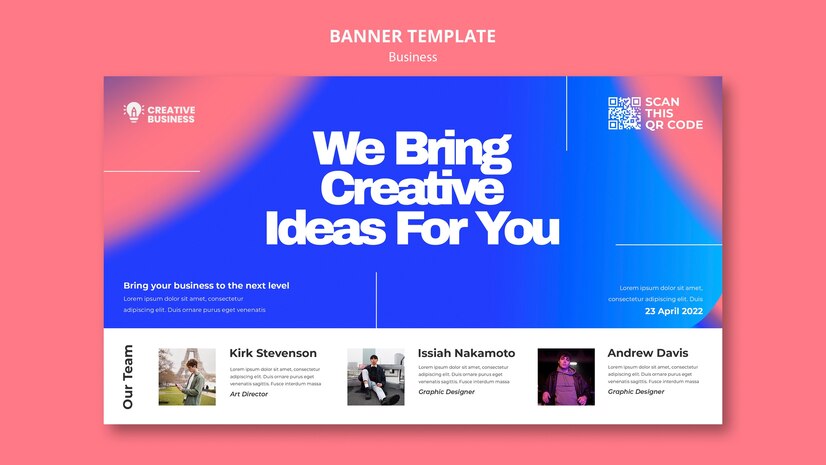 BANNER TEMPLATE
Business
CREATIVE
BUSINESS
SCAN
THIS
QR CODE
We Bring
Creative
Ideas For You
Bring your business to the next level
Lorem ipsum dolor sit amet, consectetur
adipiscing elit. Duis ornare purus eget venenatis
Lorem ipsum dolor sit amet,
consectetur adipiscing elit. Duis
23 April 2022
Our Team
Kirk Stevenson
Lorem ipsum dolor sit amet, consectetur
adipiscing elit. Duis ornare purus eget
venenatis sagittis. Fusce interdum massa
Art Director
Issiah Nakamoto
Lorem ipsum dolor sit amet, consectetur
adipiscing elit. Duis ornare purus eget
venenatis sagittis. Fusce interdum massa
Graphic Designer
Andrew Davis
Lorem ipsum dolor sit amet, consectetur
adipiscing elit. Duis ornare purus eget
venenatis sagittis. Fusce interdum massa
Graphic Designer